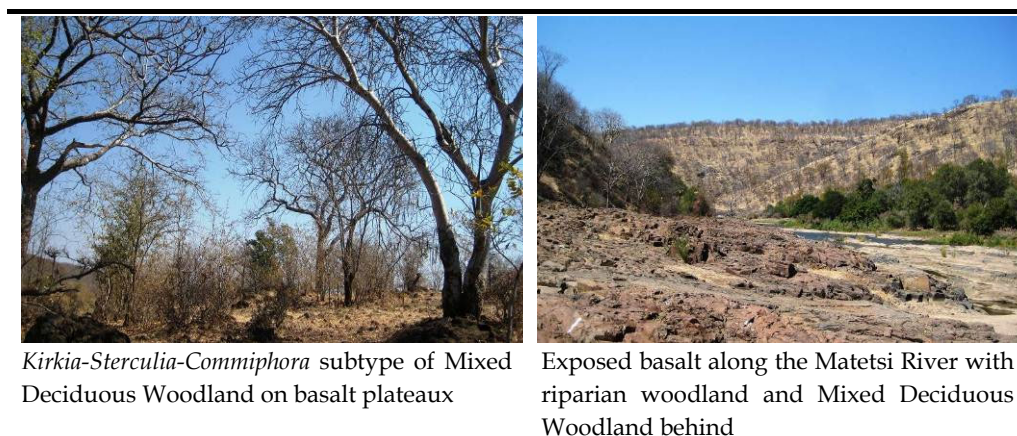 Kirkia-Sterculia-Commiphora subtype of Mixed
Deciduous Woodland on basalt plateaux
Exposed basalt along the Matetsi River with
riparian woodland and Mixed Deciduous
Woodland behind